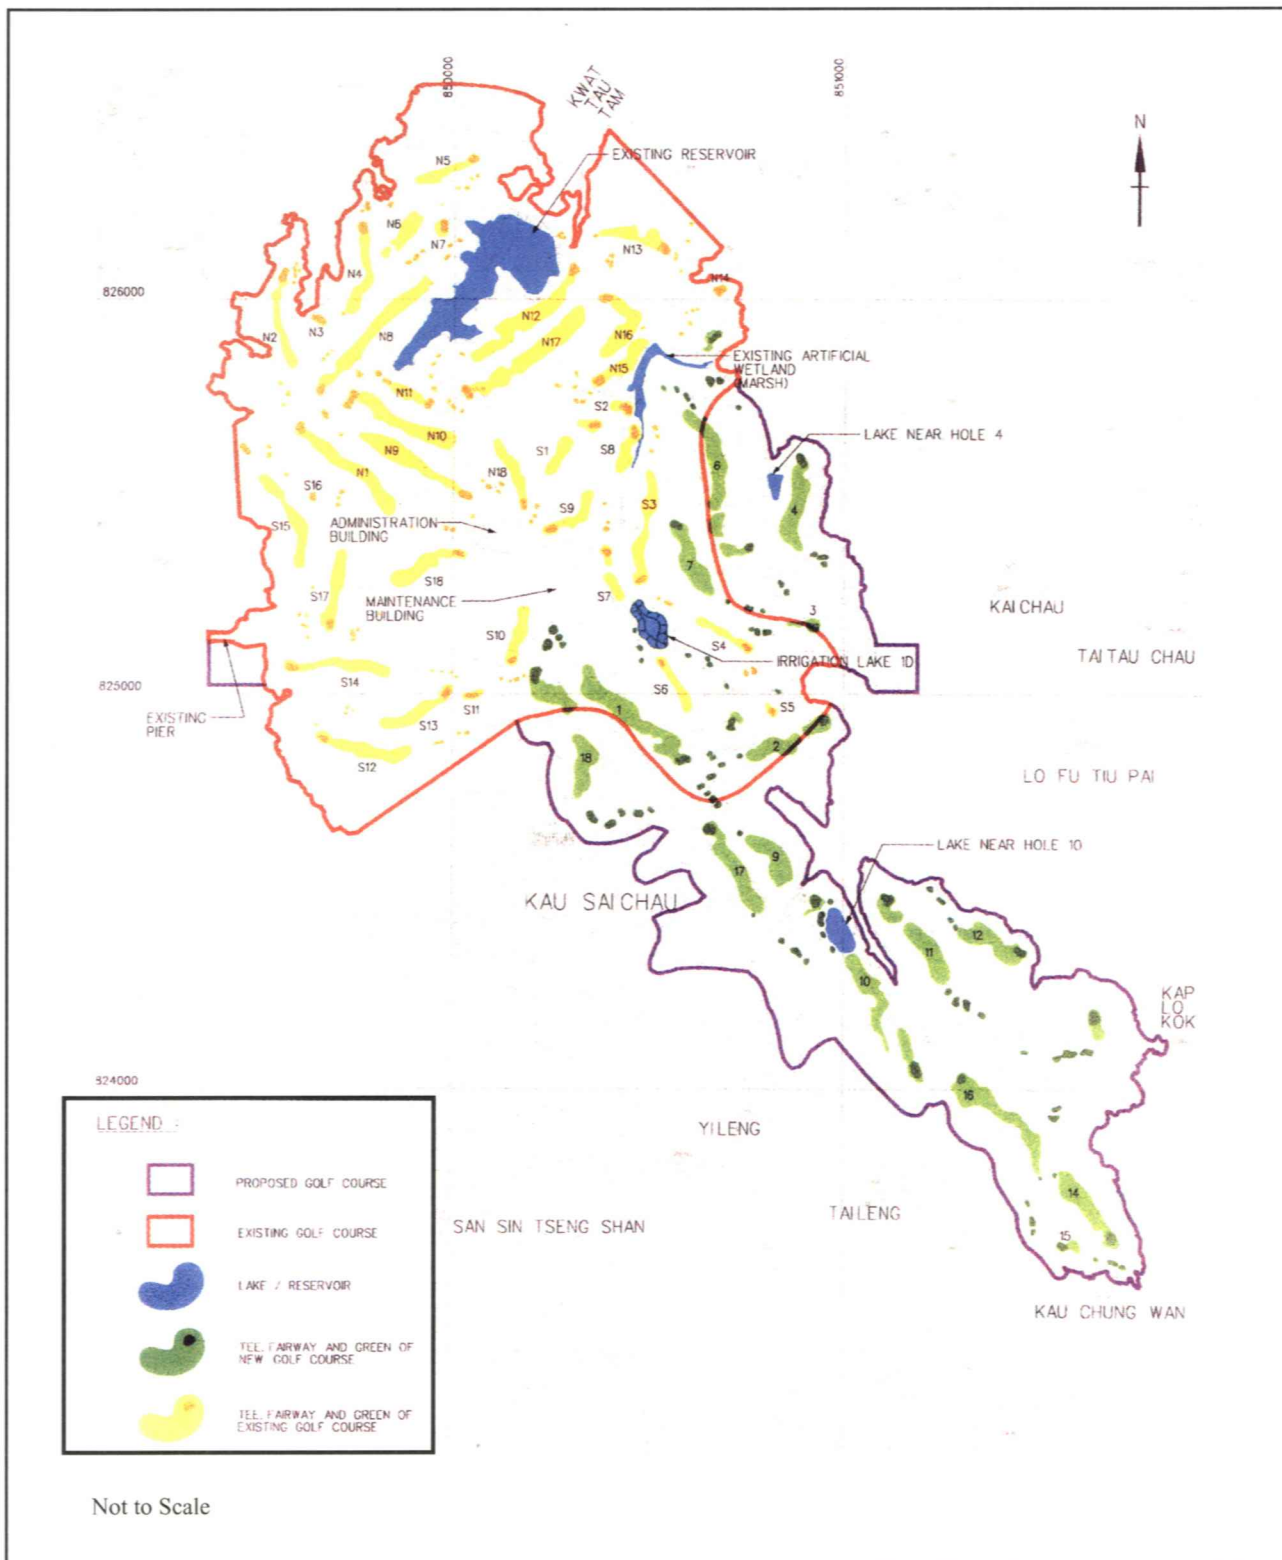 850000
851000
KWAT
TAU
TAM
N
EXISTING RESERVOIR
N5
N6
N7
N4
N13
N14
826000
N2
N3
N8
N12
N17
N16
EXISTING ARTIFICIAL
WETLAND
(MARSH)
N15
N11
S2
N10
N9
N1
N18
S1
S8
S16
S15
S9
S3
6
LAKE NEAR HOLE 4
4
ADMINISTRATION
BUILDING
7
S18
S17
MAINTENANCE
BUILDING
S7
3
KAI CHAU
S10
S4
IRRIGATION LAKE 1D
TAI TAU CHAU
S14
S6
825000
EXISTING
PIER
S13
S11
1
S5
S12
18
2
LO FU TIU PAI
LAKE NEAR HOLE 10
9
17
KAU SAI CHAU
12
11
10
KAP
LO
KOK
824000
16
YI LENG
LEGEND :
PROPOSED GOLF COURSE
EXISTING GOLF COURSE
LAKE / RESERVOIR
TEE, FAIRWAY AND GREEN OF
NEW GOLF COURSE
TEE, FAIRWAY AND GREEN OF
EXISTING GOLF COURSE
14
TAI LENG
SAN SIN TSENG SHAN
15
KAU CHUNG WAN
Not to Scale